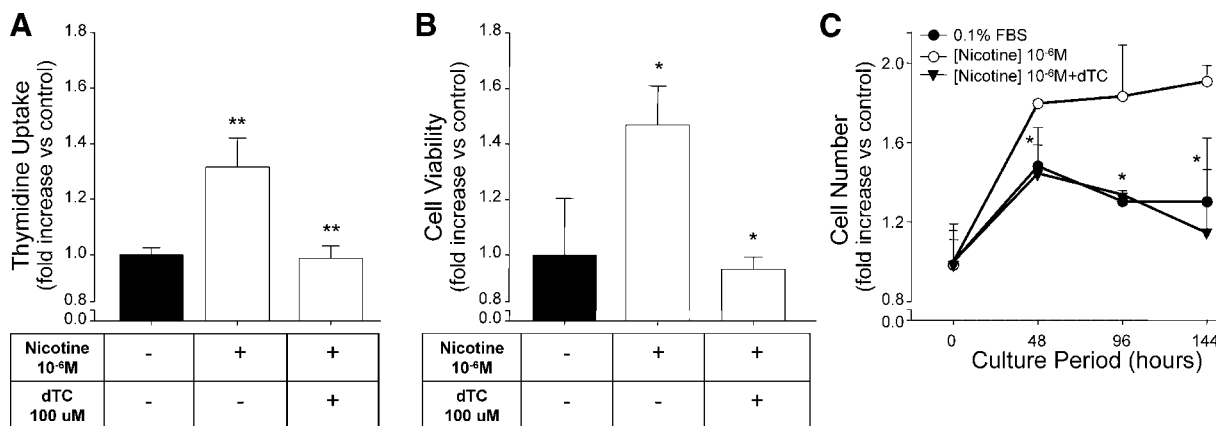 A
Thymidine Uptake
(fold increase vs control)
1.8
1.6
1.4
1.2
1.0
0.8
0.0
**
**
Nicotine
10⁻⁶M
- + +
dTC
100 uM
- - +
B
Cell Viability
(fold increase vs control)
1.8
1.6
1.4
1.2
1.0
0.8
0.0
*
*
Nicotine
10⁻⁶M
- + +
dTC
100 uM
- - +
C
0.1% FBS
[Nicotine] 10⁻⁶M
[Nicotine] 10⁻⁶M+dTC
Cell Number
(fold increase vs control)
2.0
1.6
1.2
0.8
0.0
*
*
*
0 48 96 144
Culture Period (hours)